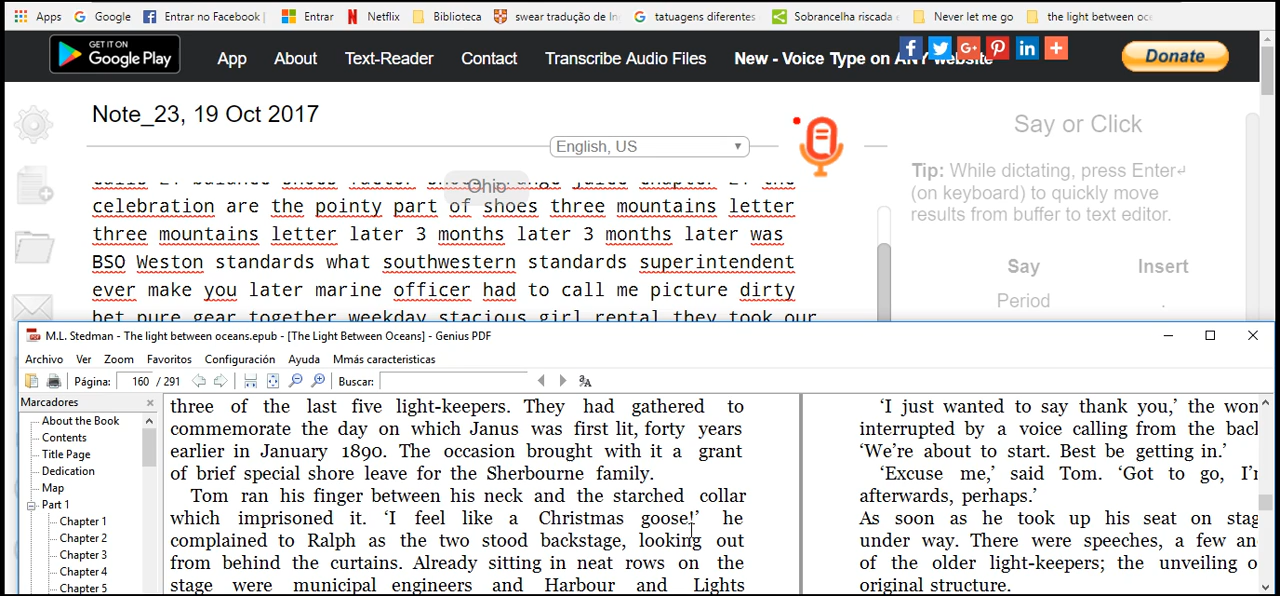 Apps Google Entrar no Facebook Entrar Netflix Biblioteca swear tradução de In tatuagens diferentes Sobrancelha riscada Never let me go the light between oce
GET IT ON
Google Play
App About Text-Reader Contact Transcribe Audio Files New - Voice Type on ANY website
Donate
Note_23, 19 Oct 2017
English, US
Ohio
celebration are the pointy part of shoes three mountains letter
three mountains letter later 3 months later 3 months later was
BSO Weston standards what southwestern standards superintendent
ever make you later marine officer had to call me picture dirty
bet pure gear together weekday stacious girl rental they took our
Say or Click
Tip: While dictating, press Enter↵
(on keyboard) to quickly move
results from buffer to text editor.
Say Insert
Period .
M.L. Stedman - The light between oceans.epub - [The Light Between Oceans] - Genius PDF
Archivo Ver Zoom Favoritos Configuración Ayuda Mmás caracteristicas
Página: 160 / 291 Buscar:
Marcadores
About the Book
Contents
Title Page
Dedication
Map
Part 1
Chapter 1
Chapter 2
Chapter 3
Chapter 4
Chapter 5
three of the last five light-keepers. They had gathered to
commemorate the day on which Janus was first lit, forty years
earlier in January 1890. The occasion brought with it a grant
of brief special shore leave for the Sherbourne family.
Tom ran his finger between his neck and the starched collar
which imprisoned it. ‘I feel like a Christmas goose!’ he
complained to Ralph as the two stood backstage, looking out
from behind the curtains. Already sitting in neat rows on the
stage were municipal engineers and Harbour and Lights
‘I just wanted to say thank you,’ the wom
interrupted by a voice calling from the back
‘We’re about to start. Best be getting in.’
‘Excuse me,’ said Tom. ‘Got to go, I’m
afterwards, perhaps.’
As soon as he took up his seat on stag
under way. There were speeches, a few an
of the older light-keepers; the unveiling o
original structure.